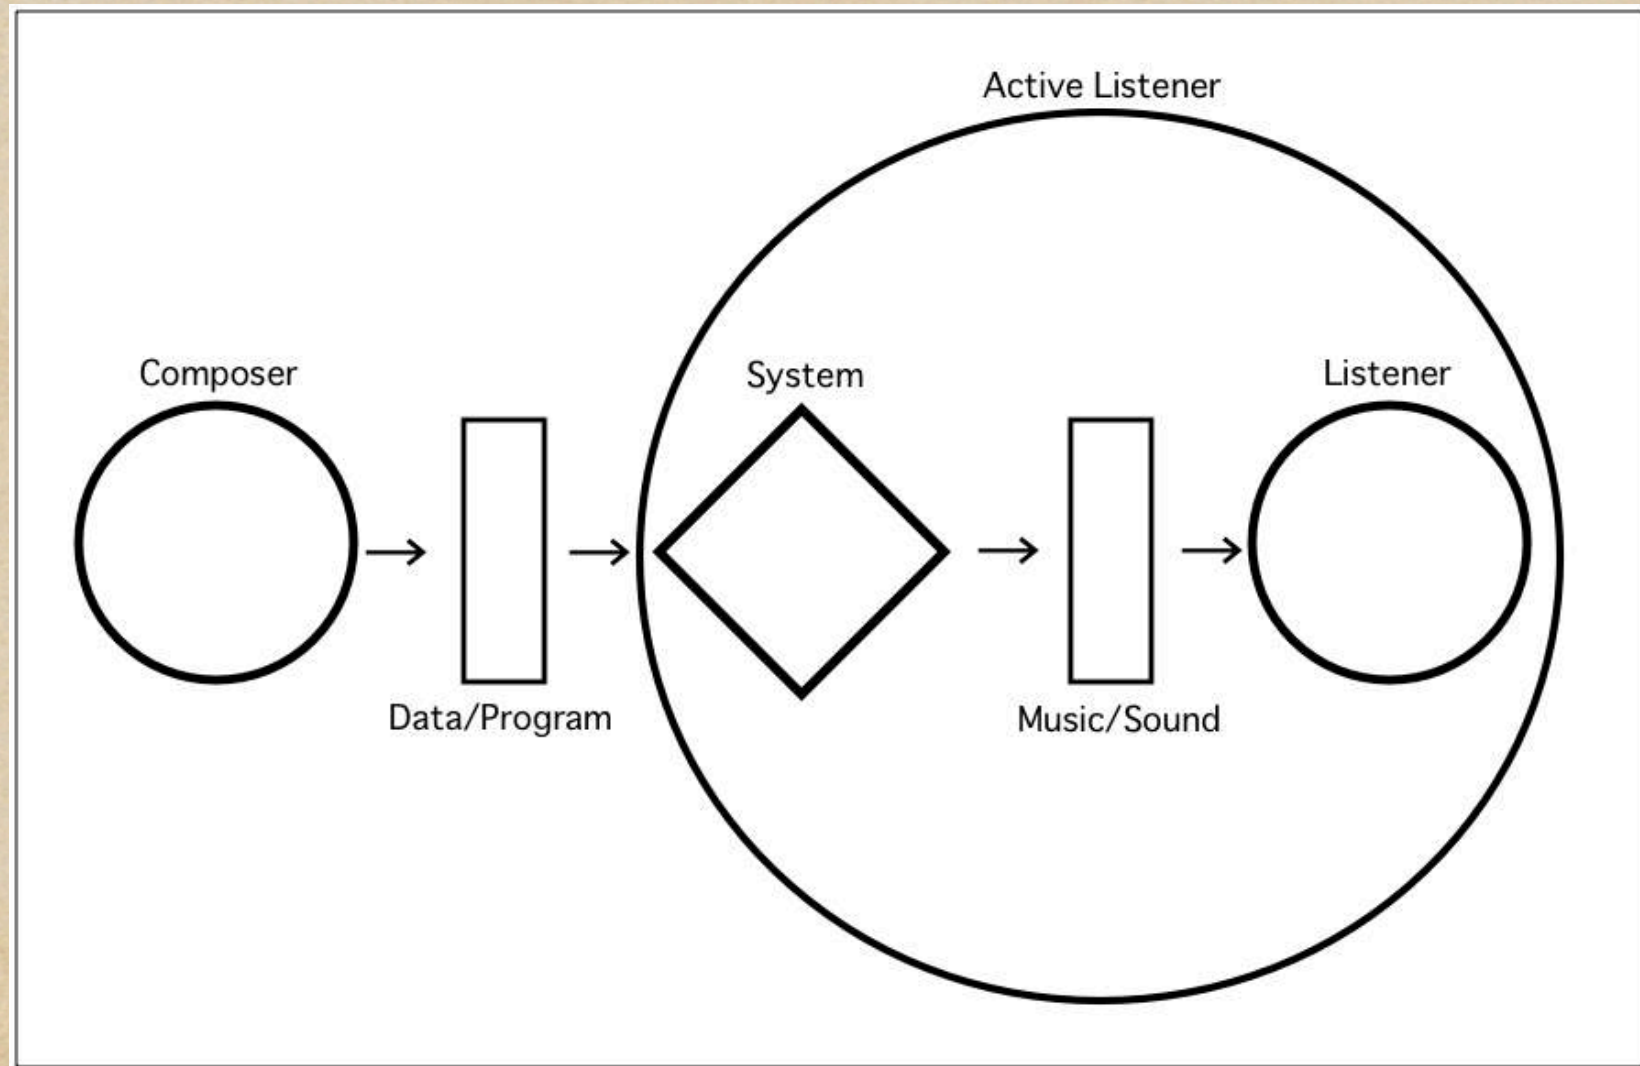 Active Listener
Composer
System
Listener
Data/Program
Music/Sound